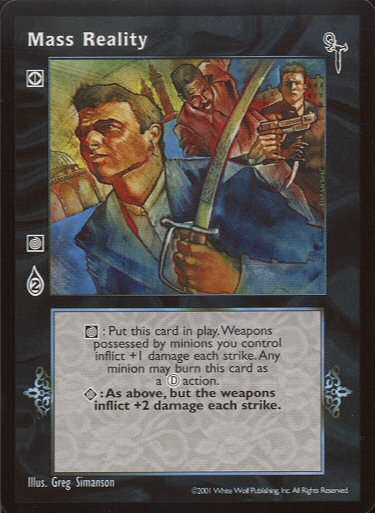 Mass Reality
2
: Put this card in play. Weapons
possessed by minions you control
inflict +1 damage each strike. Any
minion may burn this card as
a D action.
: As above, but the weapons
inflict +2 damage each strike.
Illus. Greg Simanson
©2001 White Wolf Publishing, Inc. All Rights Reserved.